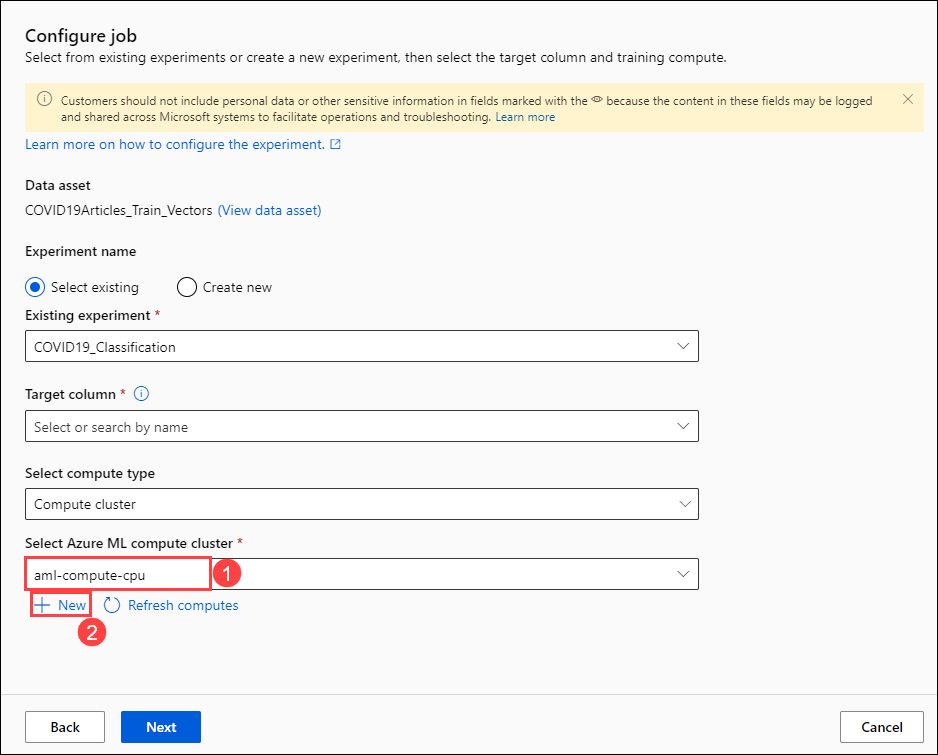 Configure job
Select from existing experiments or create a new experiment, then select the target column and training compute.
Customers should not include personal data or other sensitive information in fields marked with the because the content in these fields may be logged
and shared across Microsoft systems to facilitate operations and troubleshooting. Learn more
Learn more on how to configure the experiment.
Data asset
COVID19Articles_Train_Vectors (View data asset)
Experiment name
Select existing Create new
Existing experiment *
COVID19_Classification
Target column *
Select or search by name
Select compute type
Compute cluster
Select Azure ML compute cluster *
aml-compute-cpu 1
+ New Refresh computes
2
Back Next Cancel